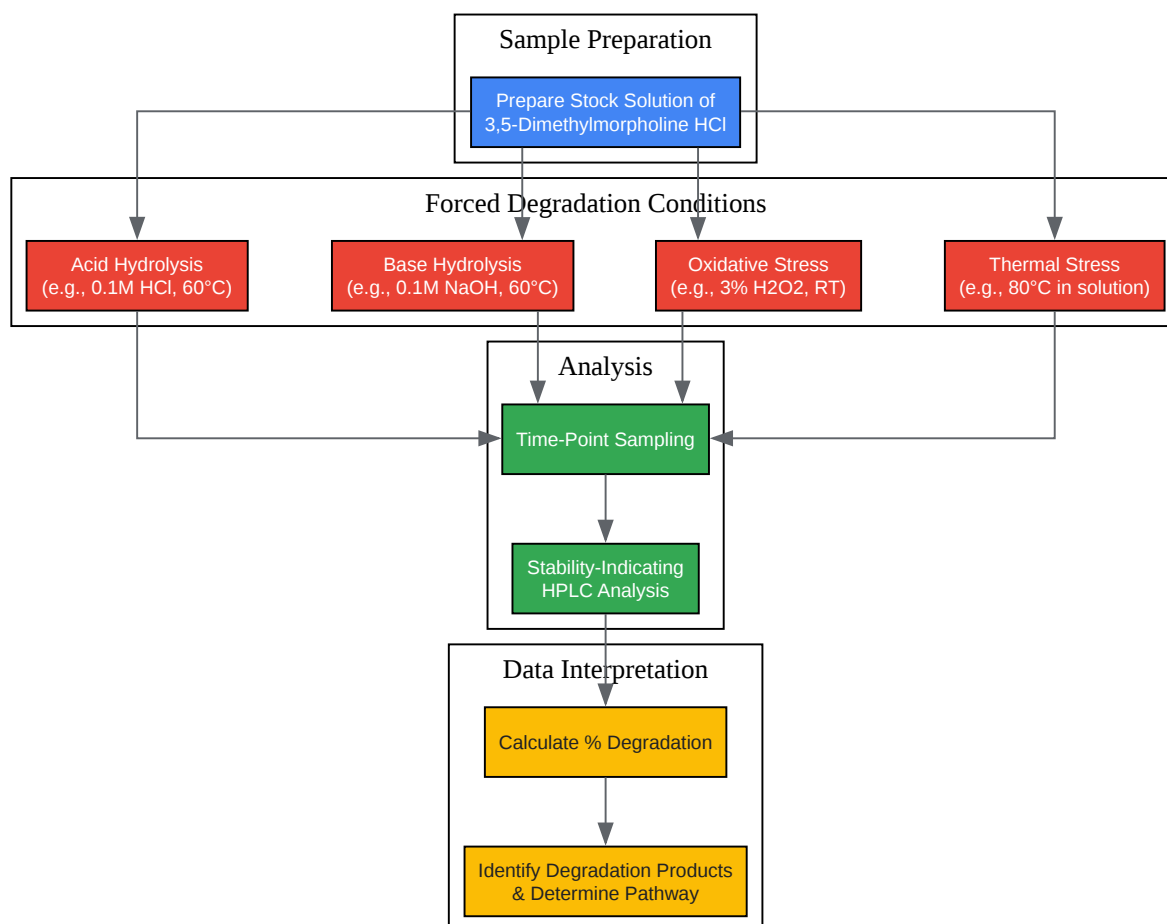 Sample Preparation
Prepare Stock Solution of
3,5-Dimethylmorpholine HCl
Forced Degradation Conditions
Acid Hydrolysis
(e.g., 0.1M HCl, 60°C)
Base Hydrolysis
(e.g., 0.1M NaOH, 60°C)
Oxidative Stress
(e.g., 3% H2O2, RT)
Thermal Stress
(e.g., 80°C in solution)
Analysis
Time-Point Sampling
Stability-Indicating
HPLC Analysis
Data Interpretation
Calculate % Degradation
Identify Degradation Products
& Determine Pathway